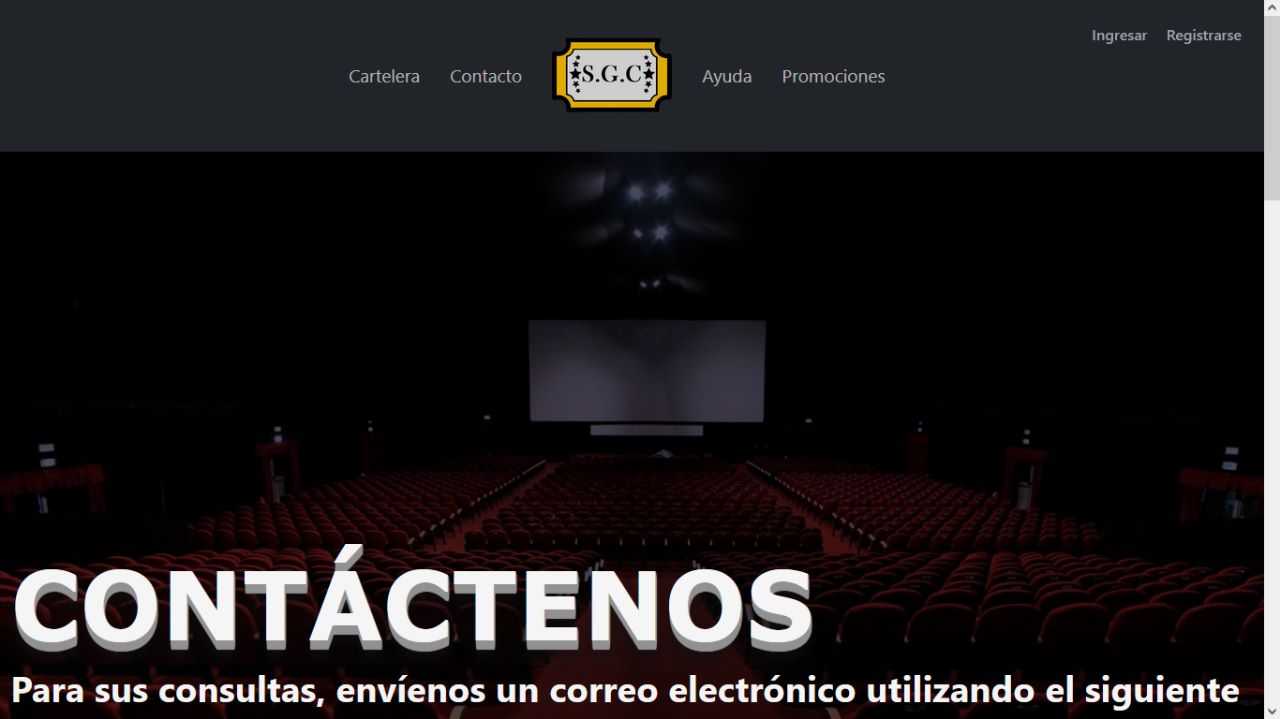 Ingresar Registrarse
Cartelera Contacto S.G.C Ayuda Promociones
CONTÁCTENOS
Para sus consultas, envíenos un correo electrónico utilizando el siguiente